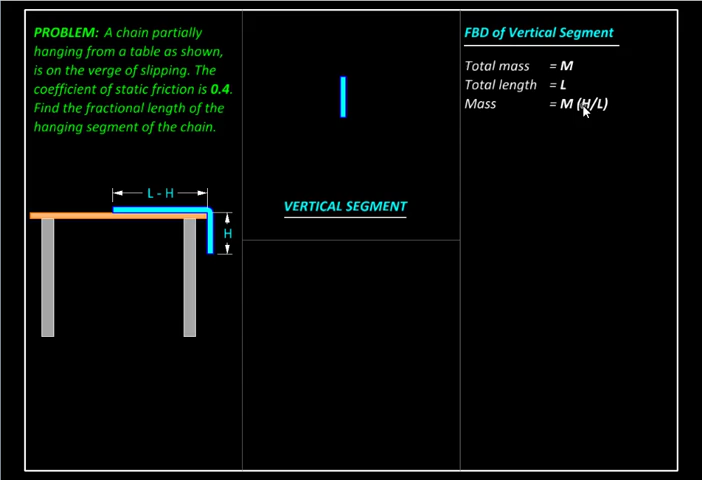 PROBLEM: A chain partially
hanging from a table as shown,
is on the verge of slipping. The
coefficient of static friction is 0.4.
Find the fractional length of the
hanging segment of the chain.
L - H
H
VERTICAL SEGMENT
FBD of Vertical Segment
Total mass = M
Total length = L
Mass = M (H/L)